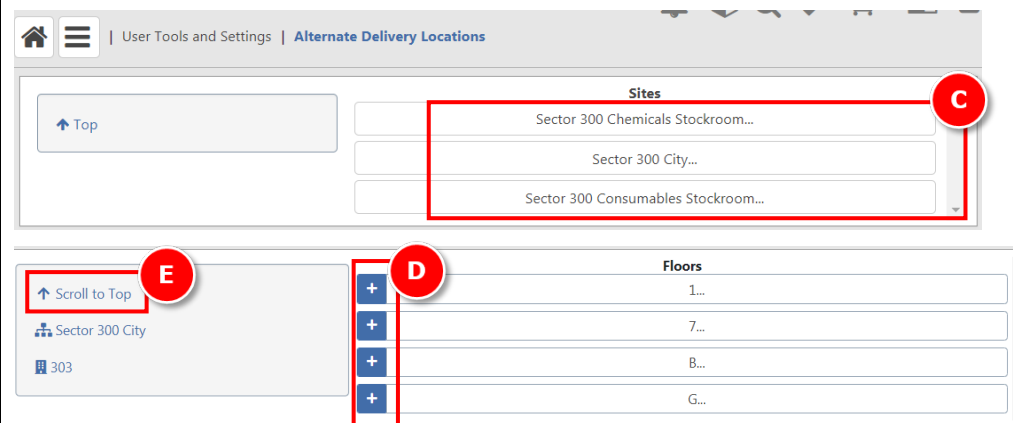 | User Tools and Settings | Alternate Delivery Locations
Sites
C
Top
Sector 300 Chemicals Stockroom...
Sector 300 City...
Sector 300 Consumables Stockroom...
E
D
Floors
Scroll to Top
+ 1...
Sector 300 City
+ 7...
303
+ B...
+ G...